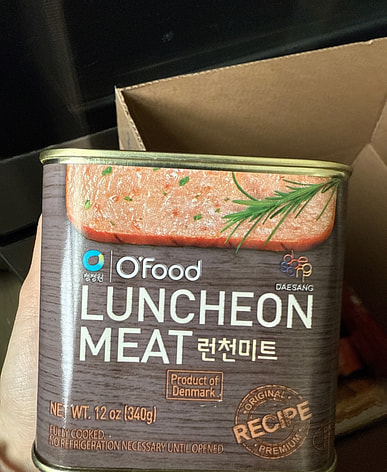 청정원 O'Food
DAESANG
LUNCHEON
MEAT 런천미트
Product of
Denmark
NET WT. 12 oz (340g)
FULLY COOKED.
NO REFRIGERATION NECESSARY UNTIL OPENED
ORIGINAL
RECIPE
PREMIUM